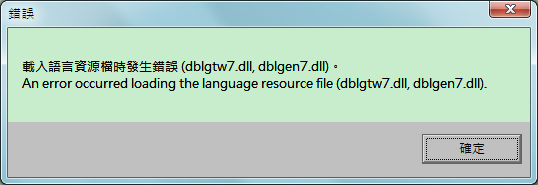 錯誤
載入語言資源檔時發生錯誤 (dblgtw7.dll, dblgen7.dll)。
An error occurred loading the language resource file (dblgtw7.dll, dblgen7.dll).
確定